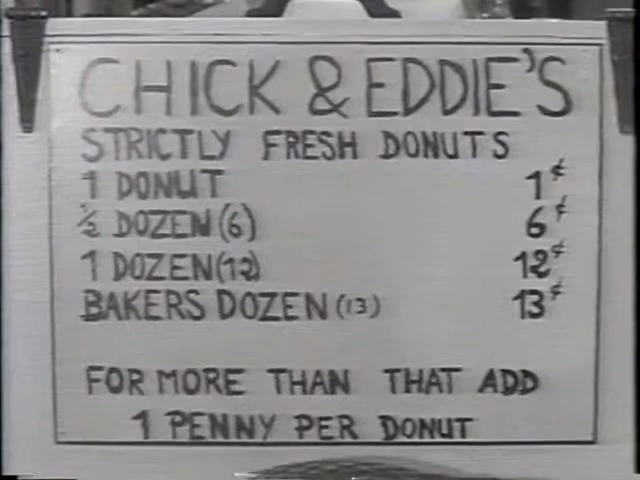 CHICK & EDDIE'S
STRICTLY FRESH DONUTS
1 DONUT 1¢
½ DOZEN (6) 6¢
1 DOZEN (12) 12¢
BAKERS DOZEN (13) 13¢
FOR MORE THAN THAT ADD
1 PENNY PER DONUT